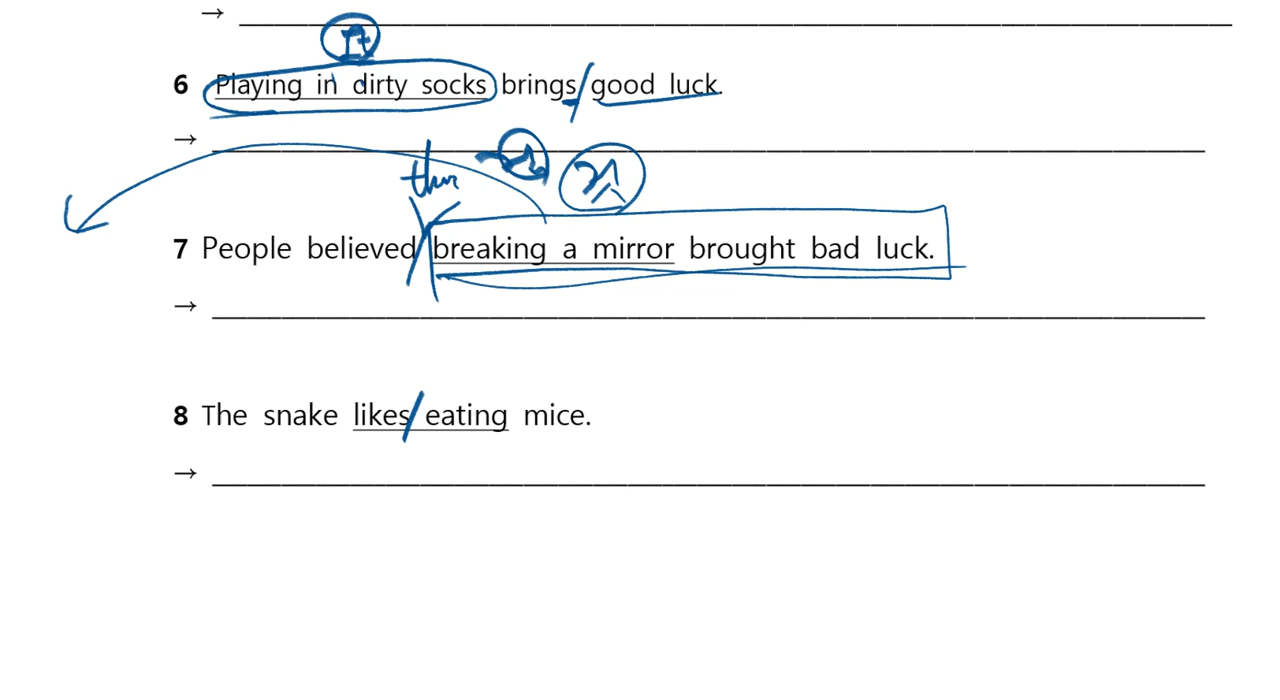 →
It
6 Playing in dirty socks brings/good luck.
→
7 People believed/breaking a mirror brought bad luck.
→
8 The snake likes/eating mice.
→